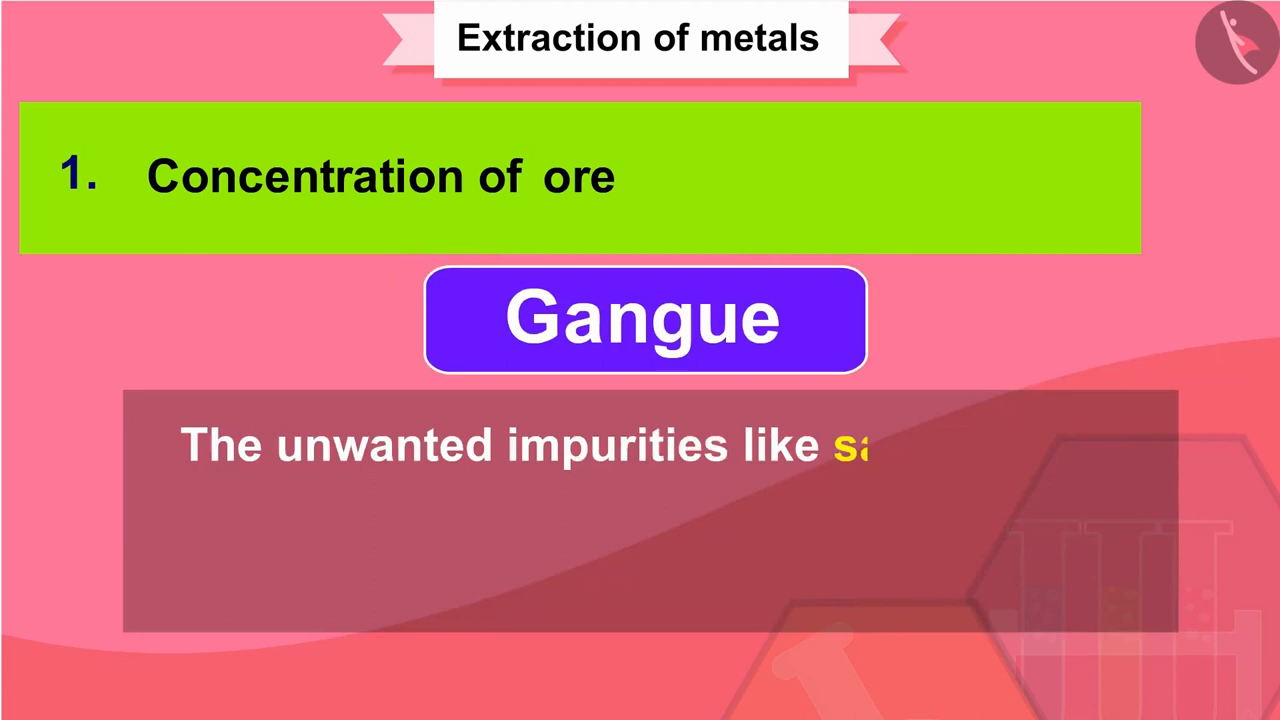 Extraction of metals
1. Concentration of ore
Gangue
The unwanted impurities like